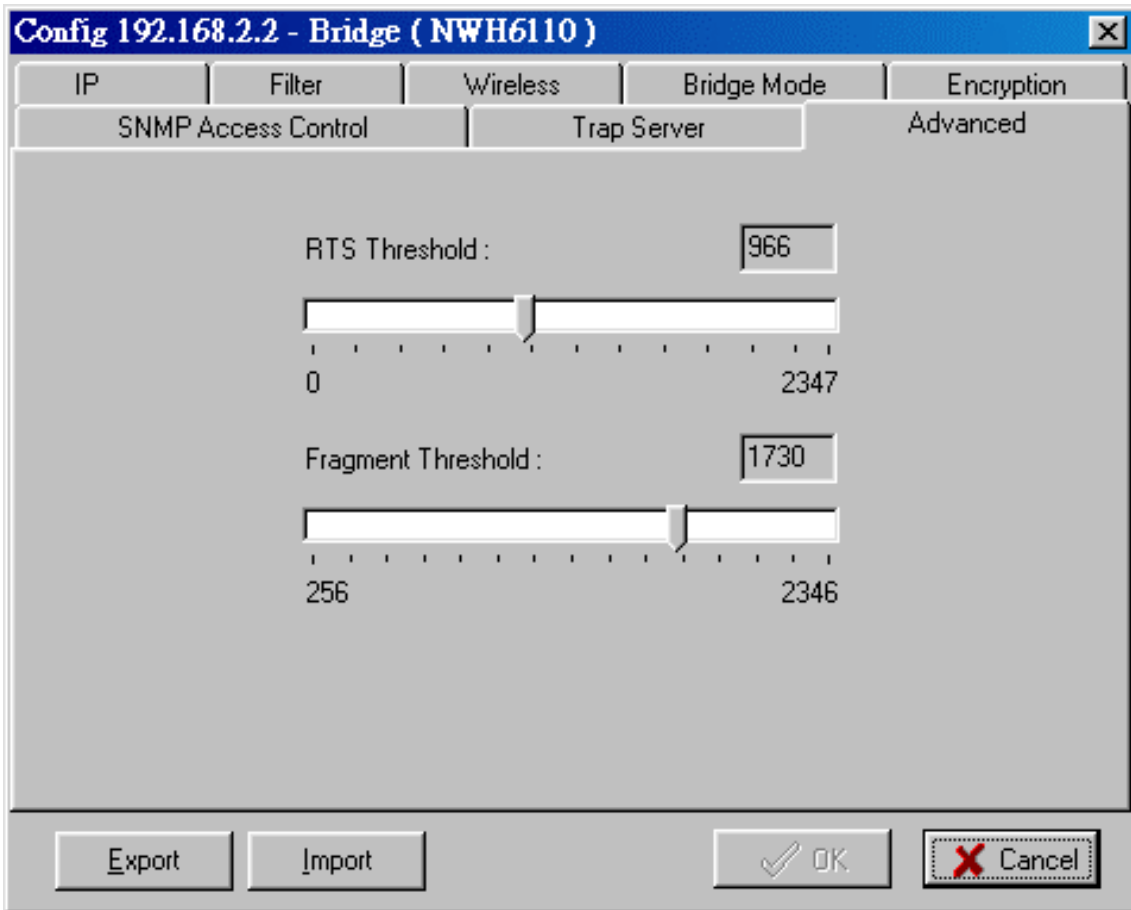 Config 192.168.2.2 - Bridge ( NWH6110 )
IP Filter Wireless Bridge Mode Encryption
SNMP Access Control Trap Server Advanced
RTS Threshold : 966
0 2347
Fragment Threshold : 1730
256 2346
Export Import OK Cancel